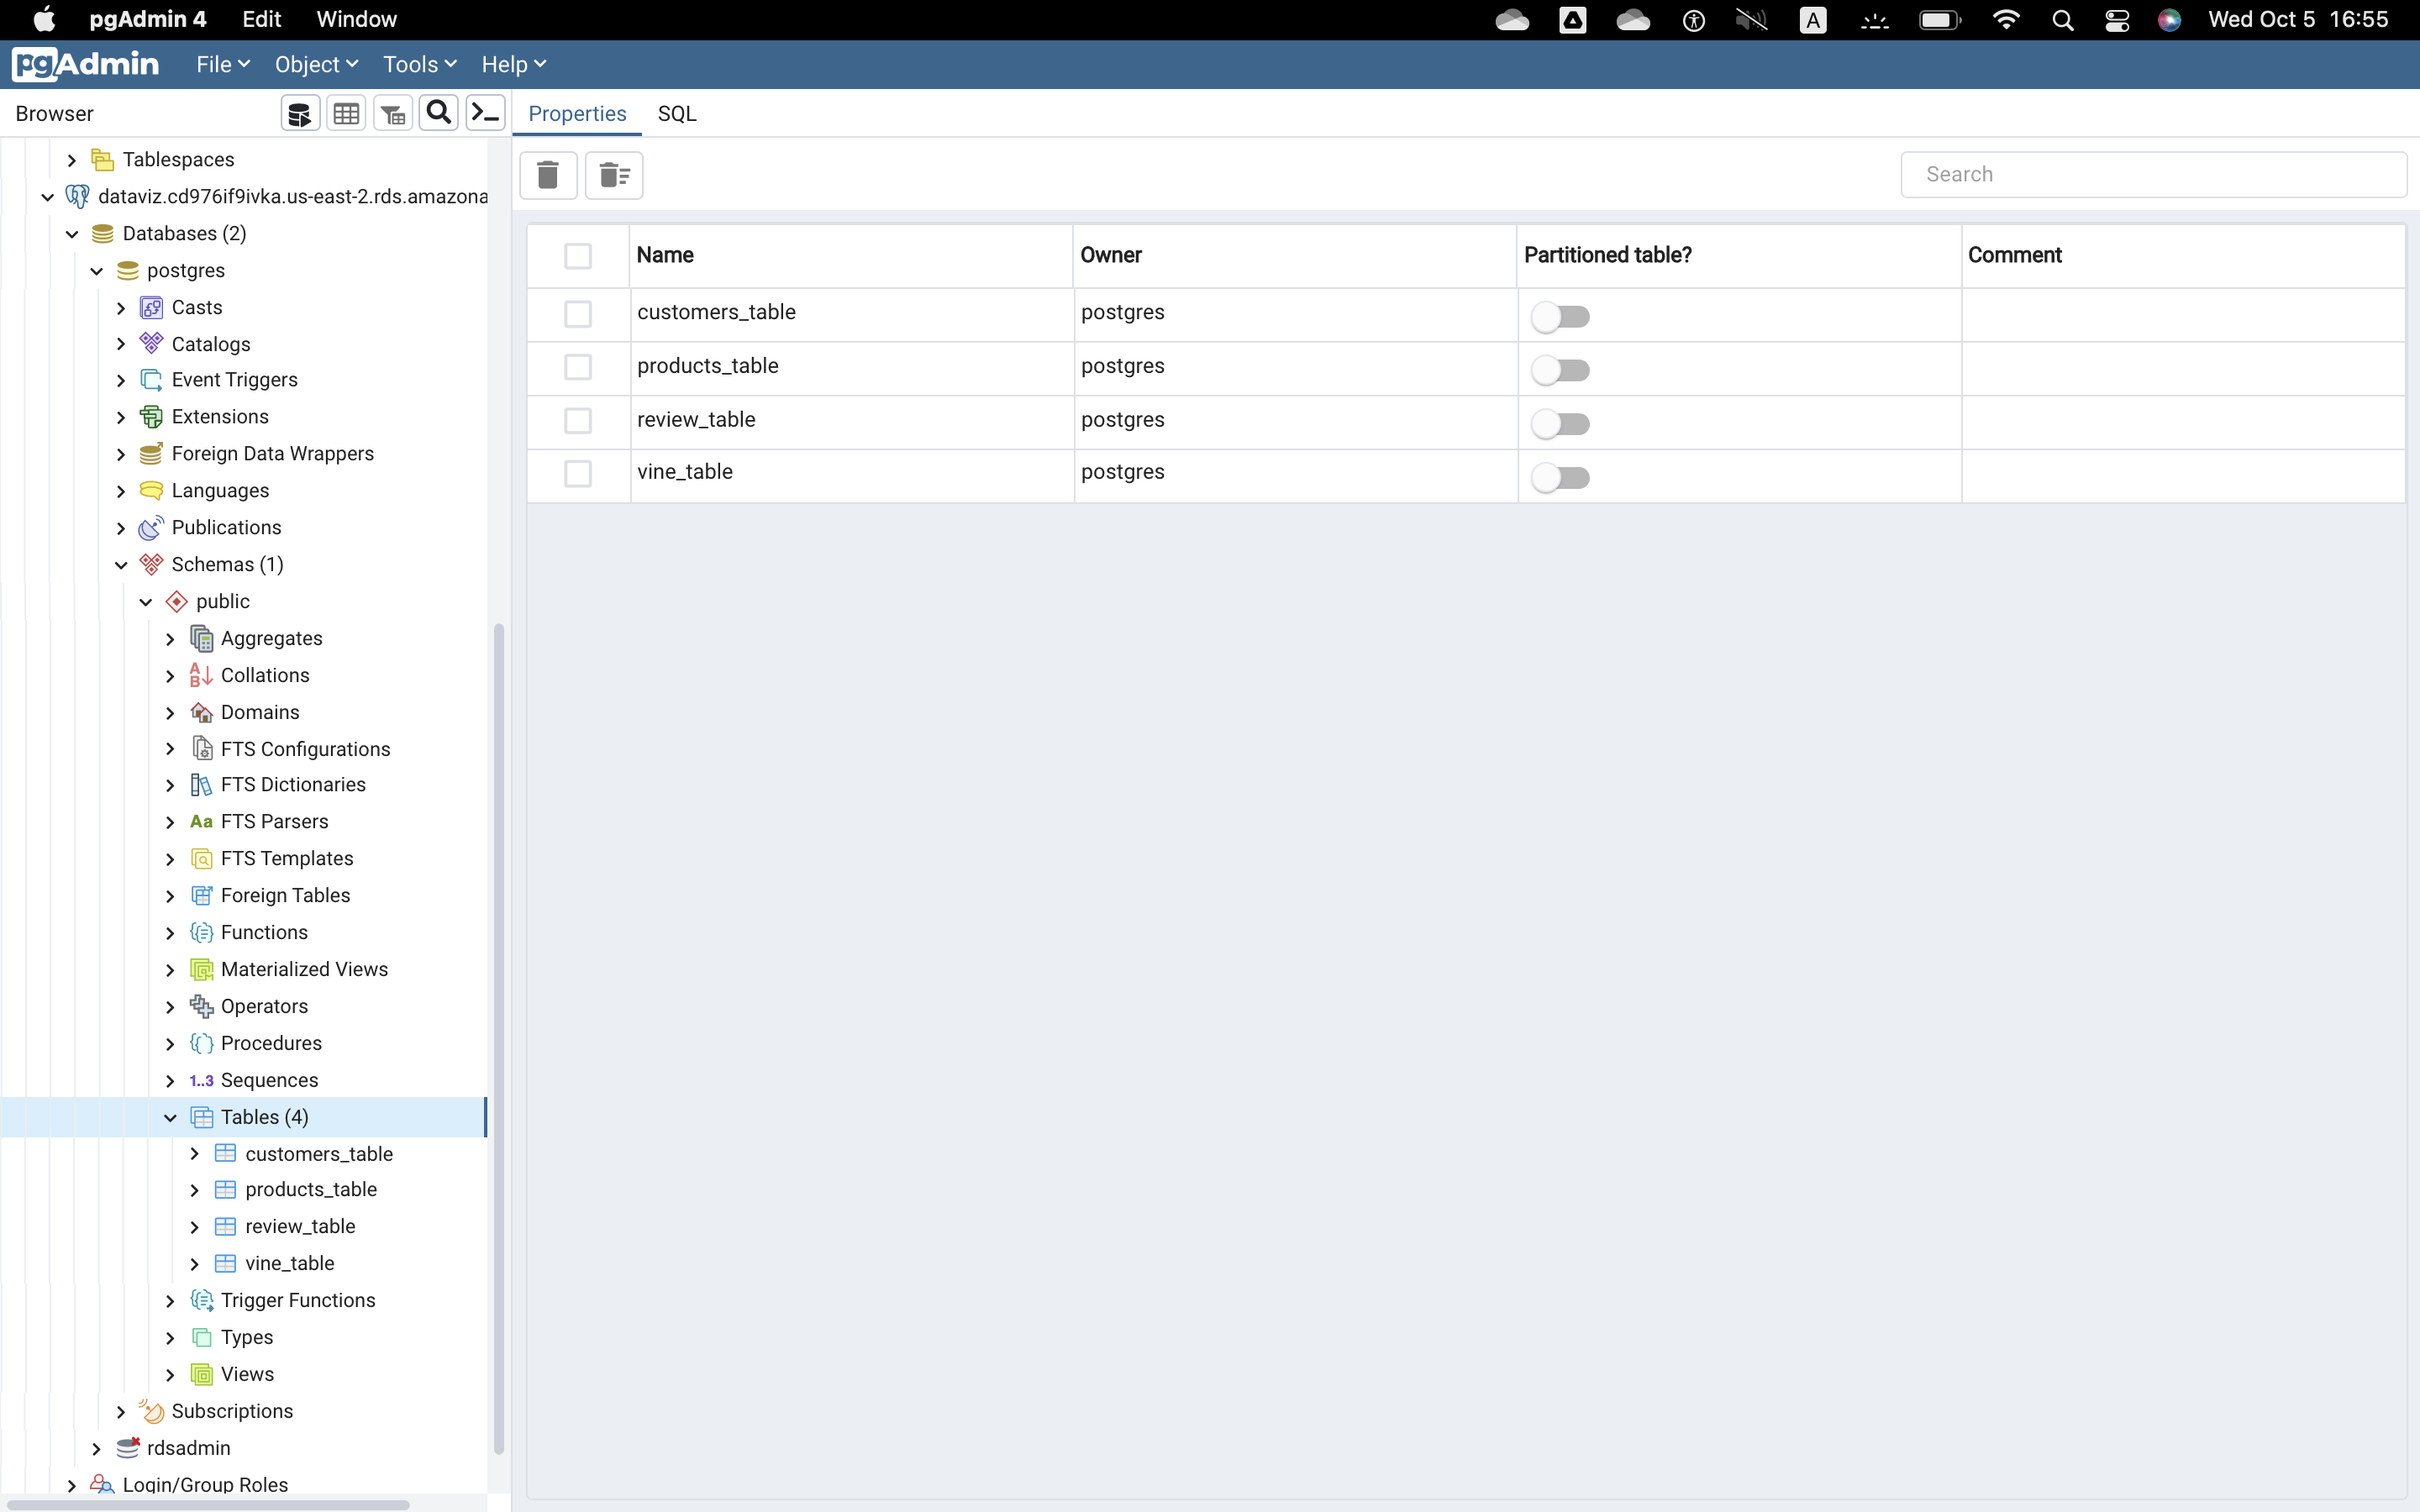 pgAdmin 4 Edit Window A Wed Oct 5 16:55
pgAdmin File Object Tools Help
Browser
Properties SQL
Tablespaces
dataviz.cd976if9ivka.us-east-2.rds.amazona
Databases (2)
postgres
Casts
Catalogs
Event Triggers
Extensions
Foreign Data Wrappers
Languages
Publications
Schemas (1)
public
Aggregates
Collations
Domains
FTS Configurations
FTS Dictionaries
Aa FTS Parsers
FTS Templates
Foreign Tables
Functions
Materialized Views
Operators
Procedures
1..3 Sequences
Tables (4)
customers_table
products_table
review_table
vine_table
Trigger Functions
Types
Views
Subscriptions
rdsadmin
Login/Group Roles
Search
Name Owner Partitioned table? Comment
customers_table postgres
products_table postgres
review_table postgres
vine_table postgres